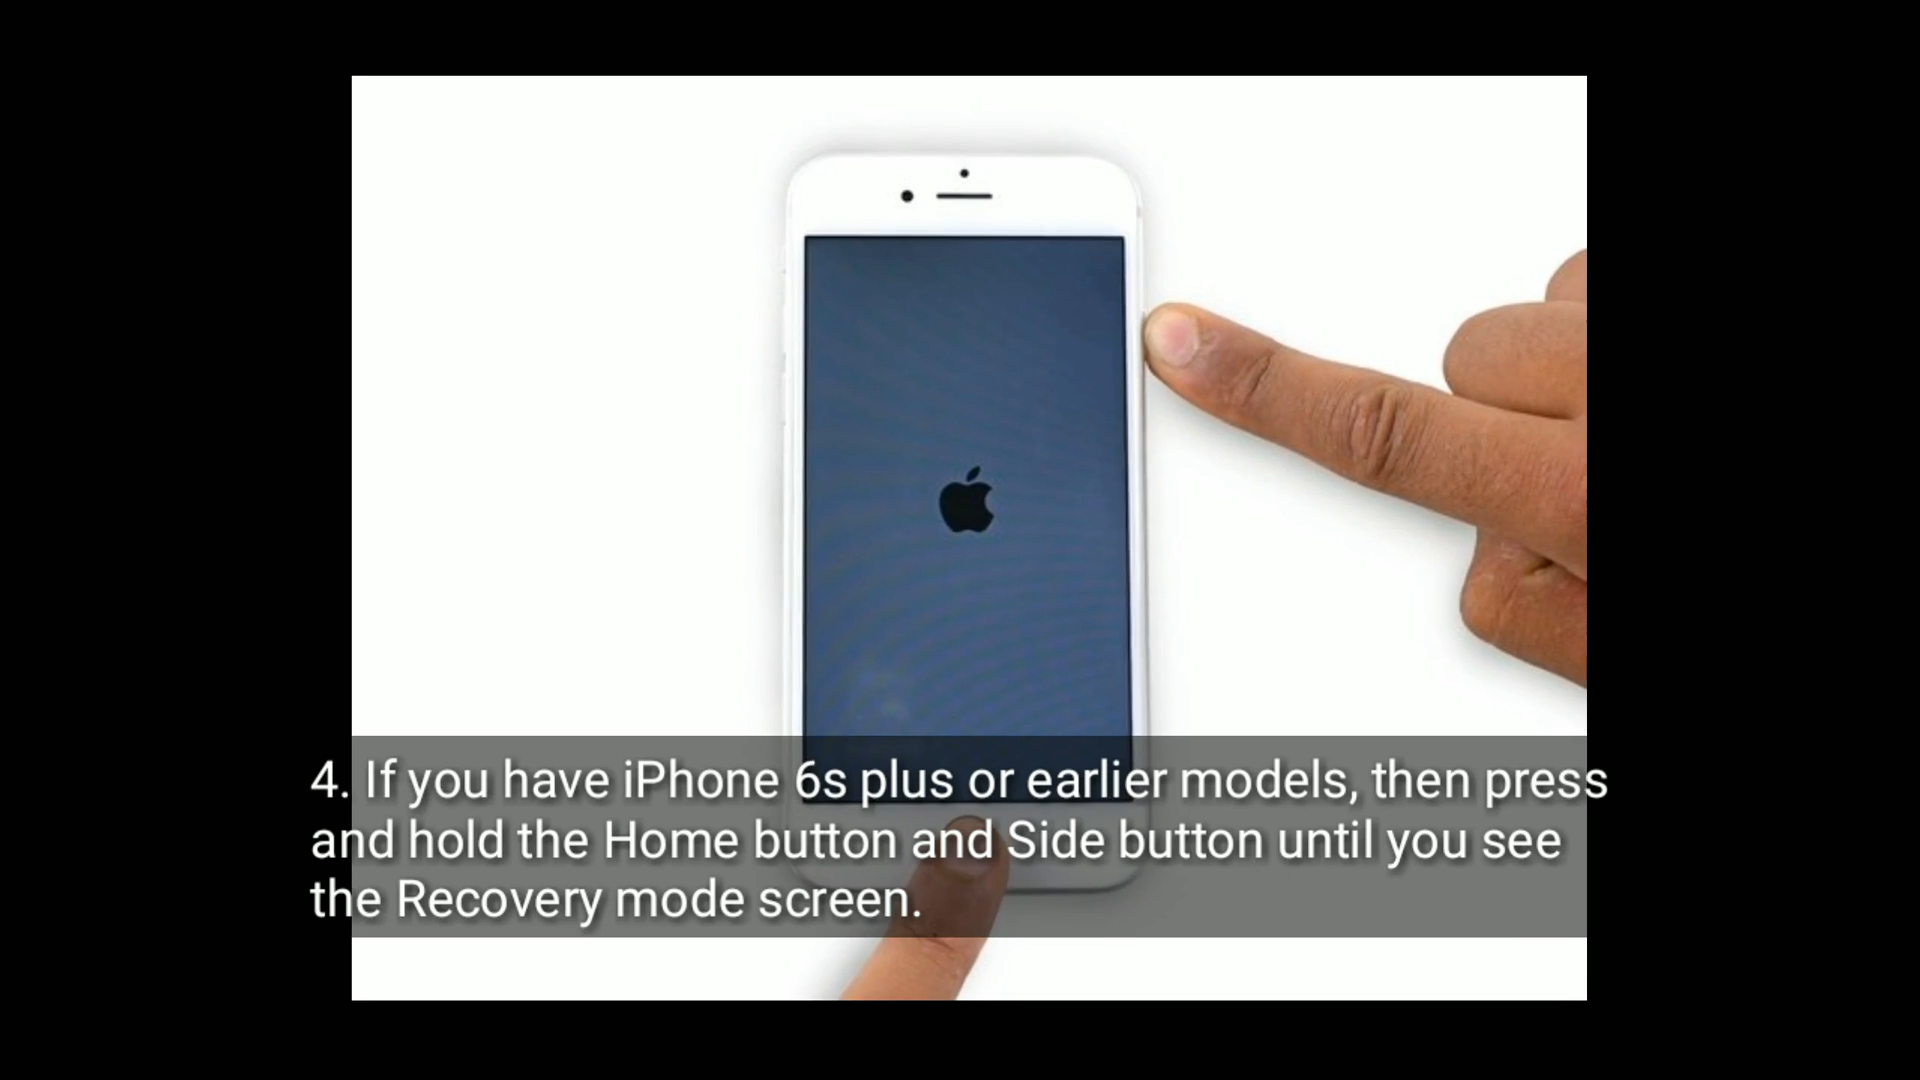 4. If you have iPhone 6s plus or earlier models, then press
and hold the Home button and Side button until you see
the Recovery mode screen.